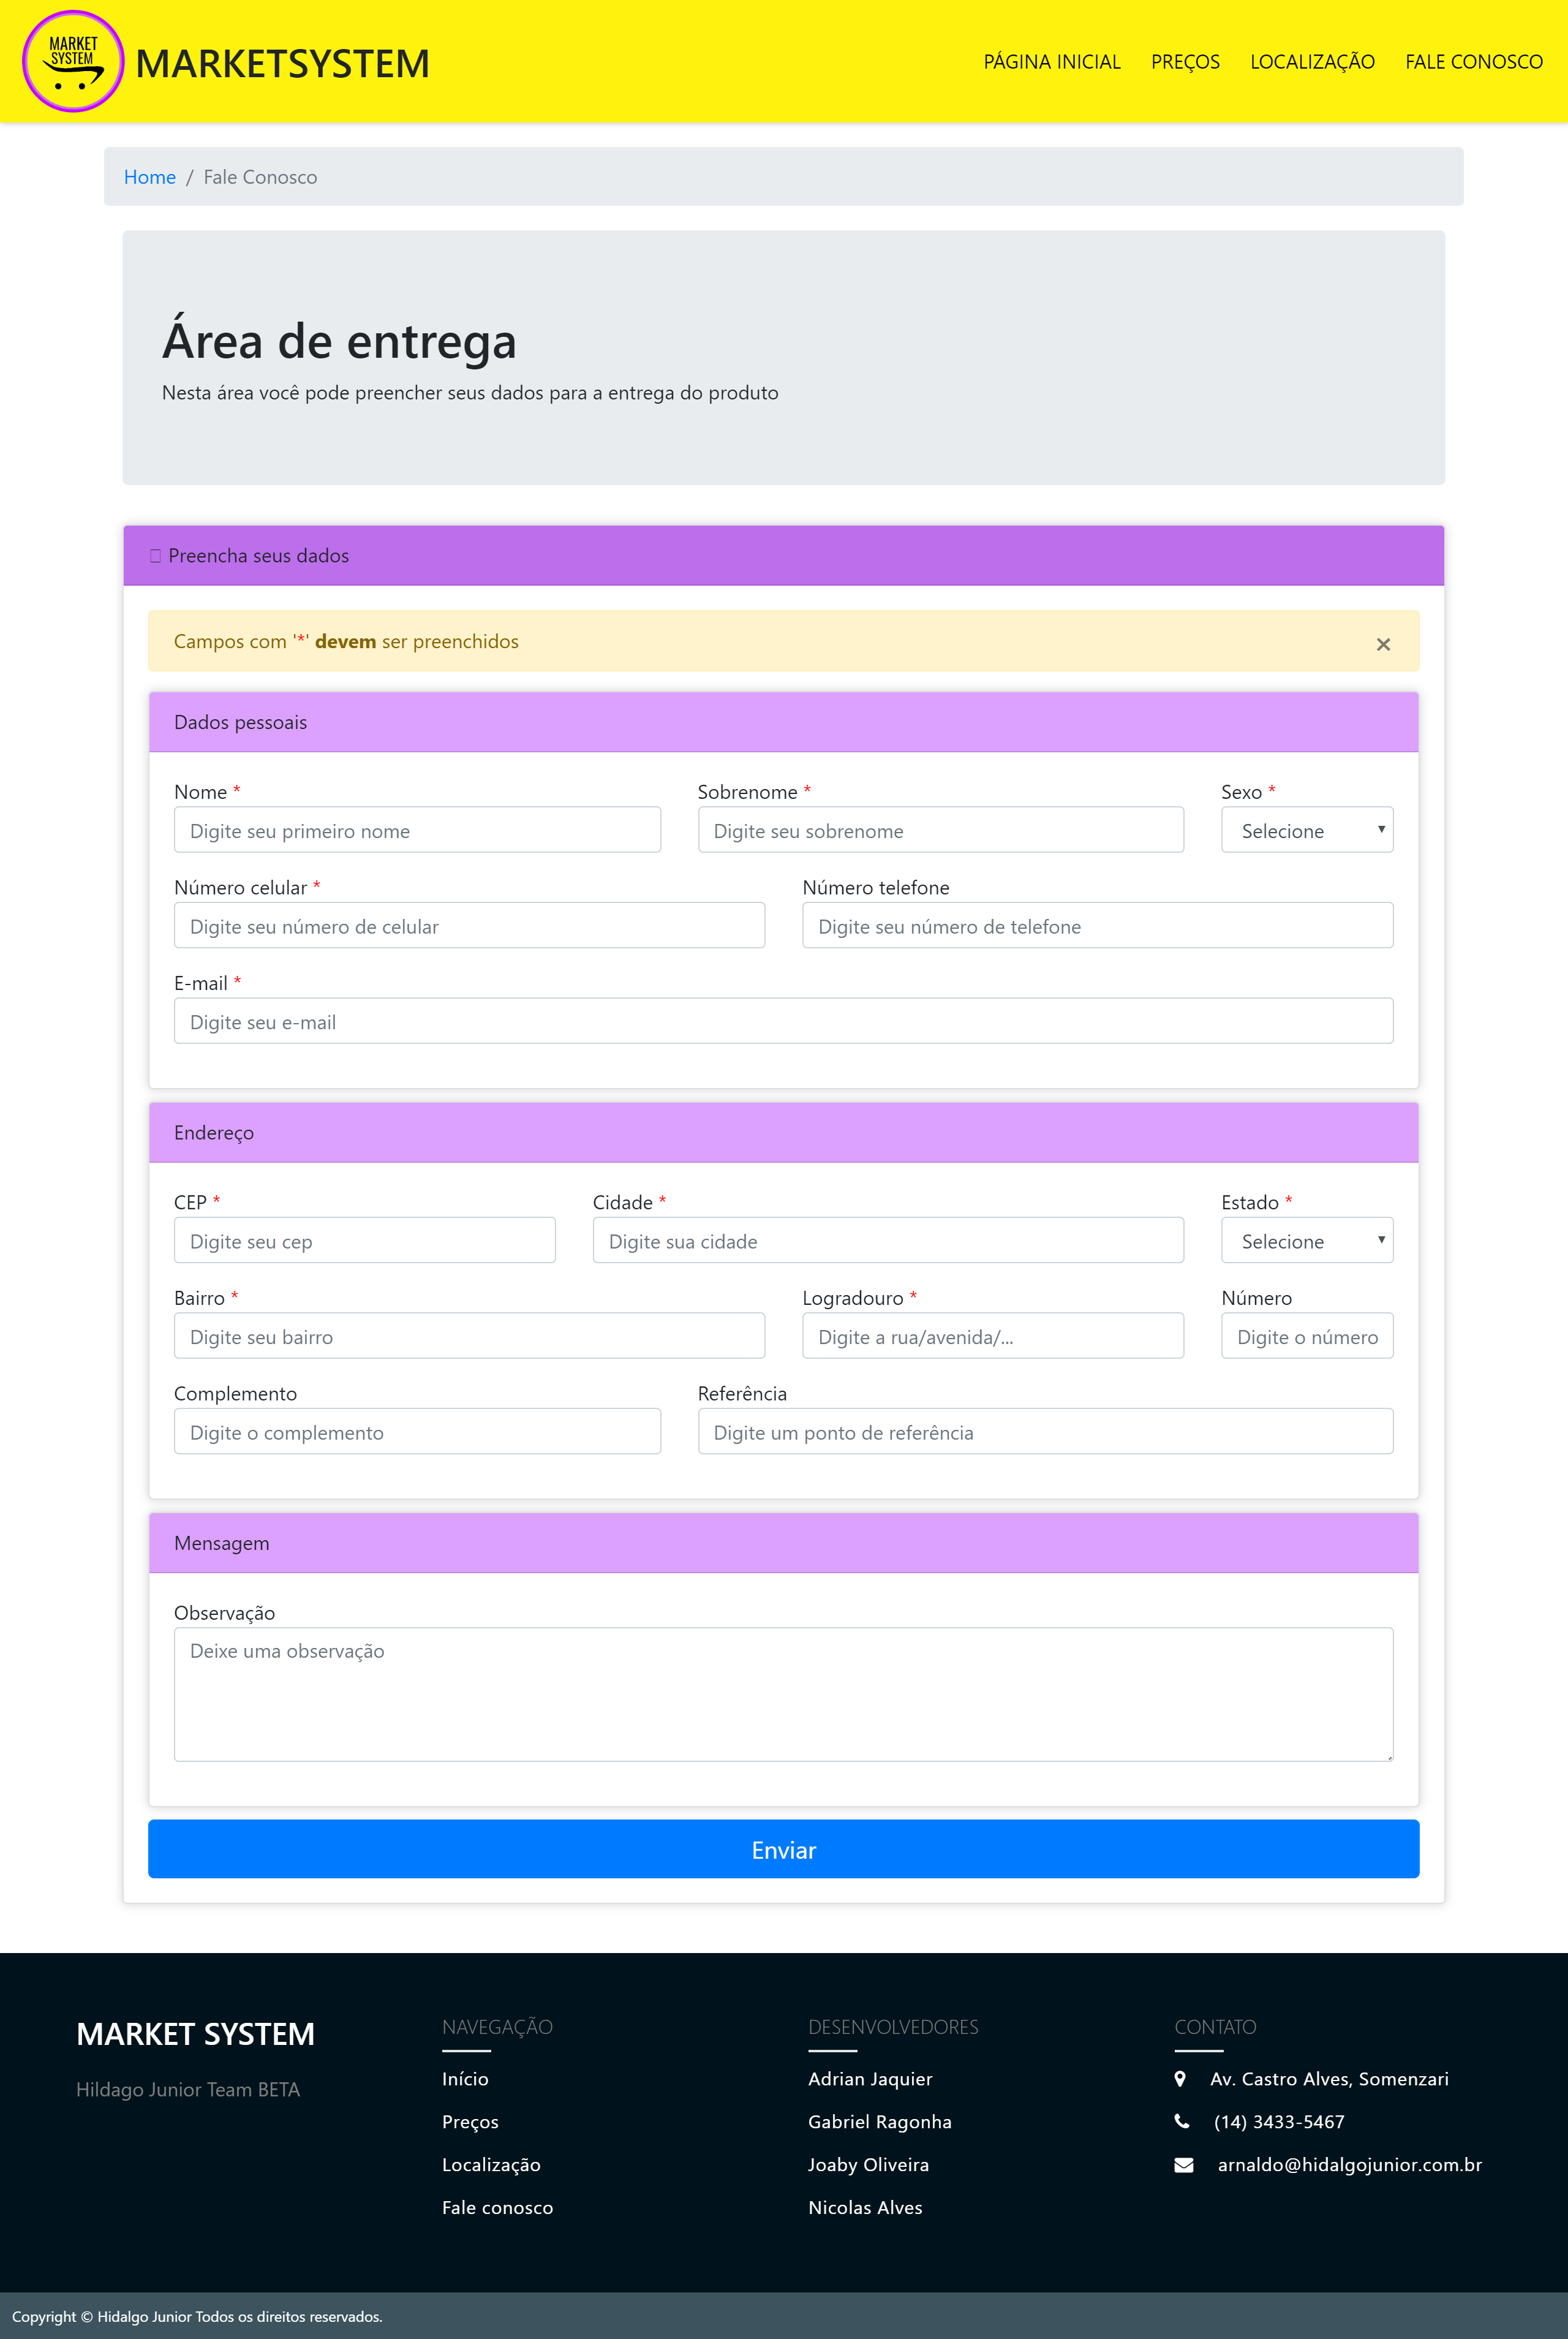 MARKET
SYSTEM
MARKETSYSTEM
PÁGINA INICIAL PREÇOS LOCALIZAÇÃO FALE CONOSCO
Home / Fale Conosco
Área de entrega
Nesta área você pode preencher seus dados para a entrega do produto
Preencha seus dados
Campos com '*' devem ser preenchidos ×
Dados pessoais
Nome * Sobrenome * Sexo *
Digite seu primeiro nome Digite seu sobrenome Selecione
Número celular * Número telefone
Digite seu número de celular Digite seu número de telefone
E-mail *
Digite seu e-mail
Endereço
CEP * Cidade * Estado *
Digite seu cep Digite sua cidade Selecione
Bairro * Logradouro * Número
Digite seu bairro Digite a rua/avenida/... Digite o número
Complemento Referência
Digite o complemento Digite um ponto de referência
Mensagem
Observação
Deixe uma observação
Enviar
MARKET SYSTEM
Hildago Junior Team BETA
NAVEGAÇÃO
Início
Preços
Localização
Fale conosco
DESENVOLVEDORES
Adrian Jaquier
Gabriel Ragonha
Joaby Oliveira
Nicolas Alves
CONTATO
Av. Castro Alves, Somenzari
(14) 3433-5467
arnaldo@hidalgojunior.com.br
Copyright © Hidalgo Junior Todos os direitos reservados.